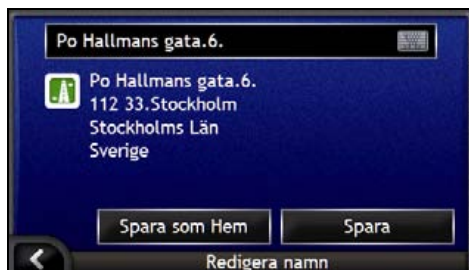 Po Hallmans gata.6.
Po Hallmans gata.6.
112 33.Stockholm
Stockholms Län
Sverige
Spara som Hem
Spara
Redigera namn